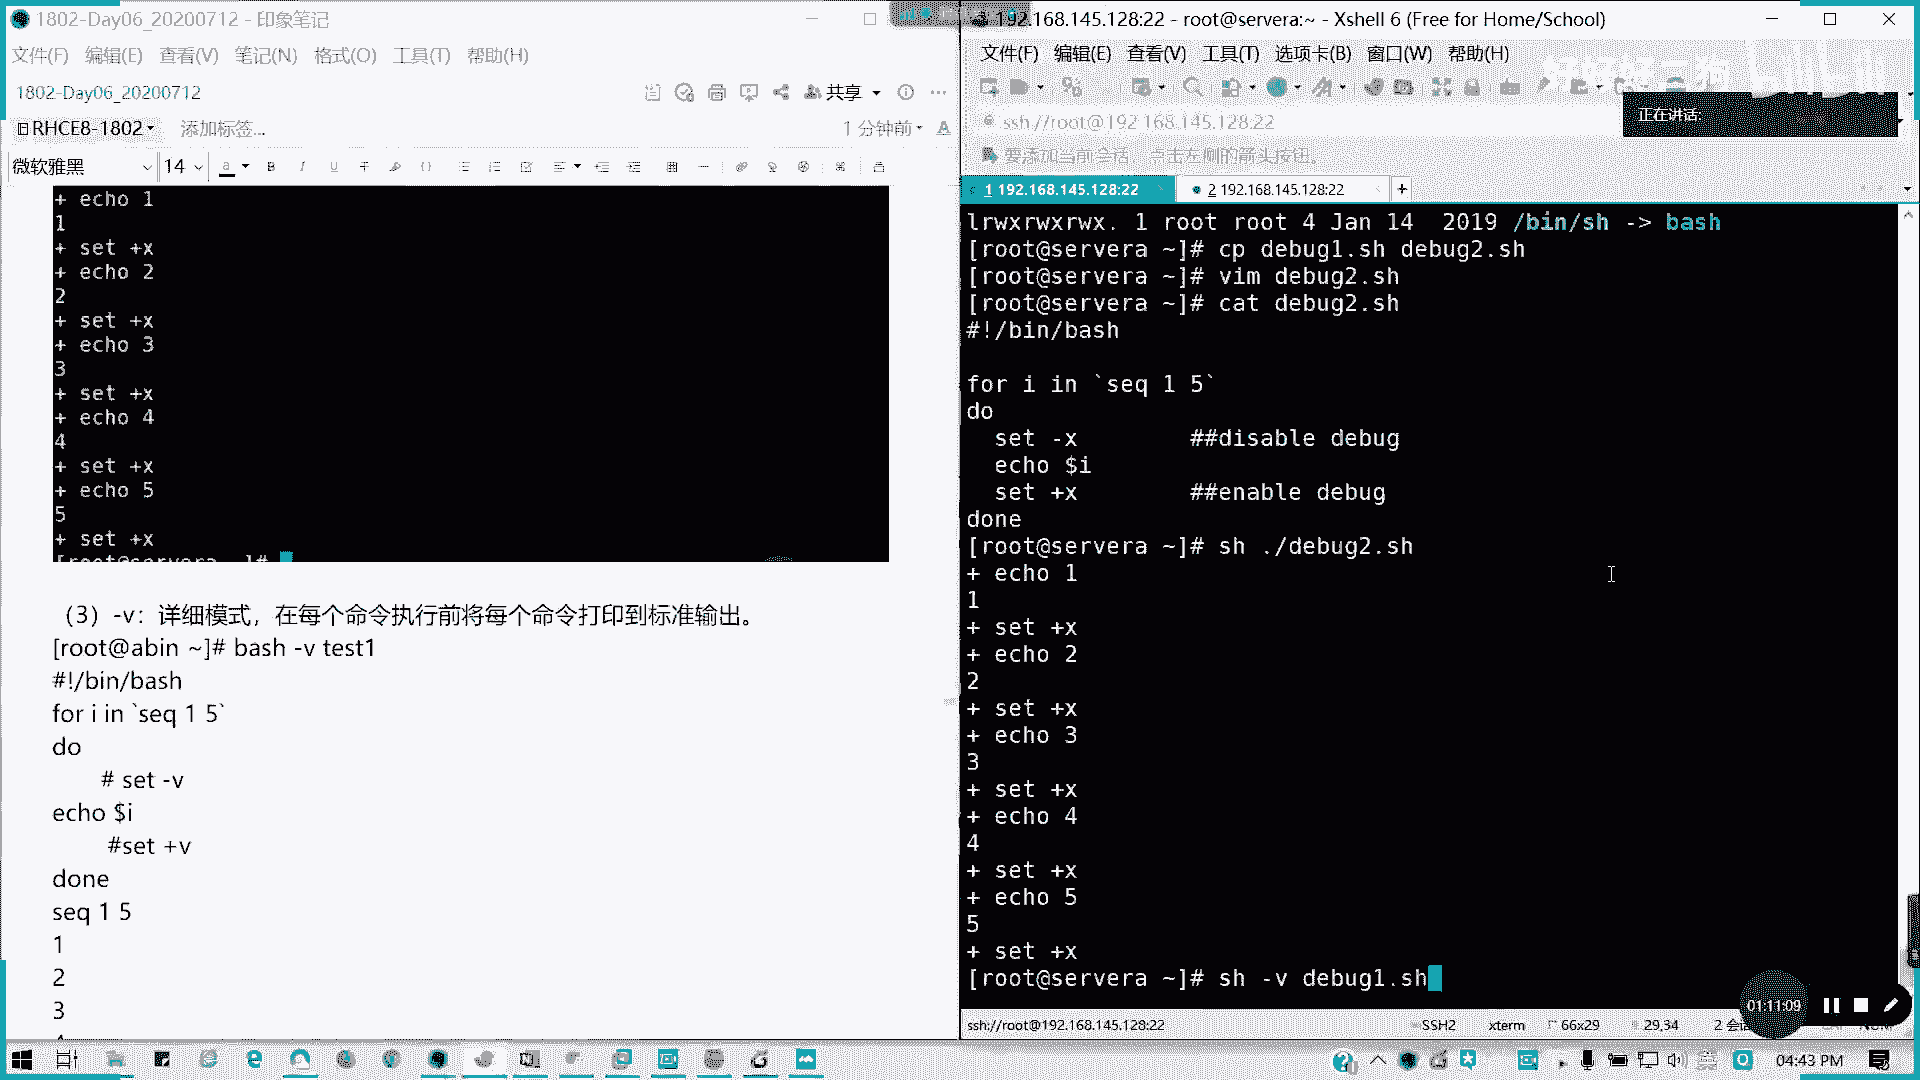 1802-Day06_20200712 - 印象笔记
文件(F) 编辑(E) 查看(V) 笔记(N) 格式(O) 工具(T) 帮助(H)
1802-Day06_20200712
共享
RHCE8-1802
添加标签...
1 分钟前
微软雅黑
14
+ echo 1
1
+ set +x
+ echo 2
2
+ set +x
+ echo 3
3
+ set +x
+ echo 4
4
+ set +x
+ echo 5
5
+ set +x
[root@servera ~]#
（3）-v：详细模式，在每个命令执行前将每个命令打印到标准输出。
[root@abin ~]# bash -v test1
#!/bin/bash
for i in `seq 1 5`
do
# set -v
echo $i
#set +v
done
seq 1 5
1
2
3
192.168.145.128:22 - root@servera:~ - Xshell 6 (Free for Home/School)
文件(F) 编辑(E) 查看(V) 工具(T) 选项卡(B) 窗口(W) 帮助(H)
ssh://root@192.168.145.128:22
正在讲话:
要添加当前会话，点击左侧的箭头按钮。
1 192.168.145.128:22
2 192.168.145.128:22
lrwxrwxrwx. 1 root root 4 Jan 14  2019 /bin/sh -> bash
[root@servera ~]# cp debug1.sh debug2.sh
[root@servera ~]# vim debug2.sh
[root@servera ~]# cat debug2.sh
#!/bin/bash
for i in `seq 1 5`
do
set -x        ##disable debug
echo $i
set +x        ##enable debug
done
[root@servera ~]# sh ./debug2.sh
+ echo 1
1
+ set +x
+ echo 2
2
+ set +x
+ echo 3
3
+ set +x
+ echo 4
4
+ set +x
+ echo 5
5
+ set +x
[root@servera ~]# sh -v debug1.sh
01:11:09
ssh://root@192.168.145.128:22
SSH2
xterm
66x29
29,34
04:43 PM